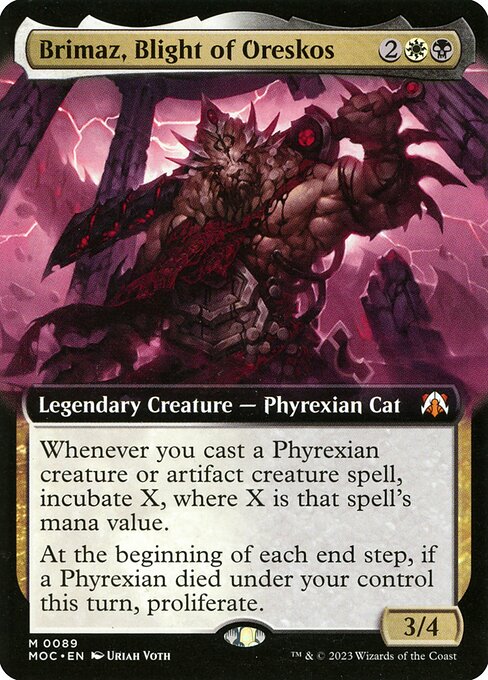 Brimaz, Blight of Oreskos 2
Legendary Creature — Phyrexian Cat
Whenever you cast a Phyrexian
creature or artifact creature spell,
incubate X, where X is that spell's
mana value.
At the beginning of each end step, if
a Phyrexian died under your control
this turn, proliferate.
3/4
M 0089
MOC • EN Uriah Voth
™ & © 2023 Wizards of the Coast